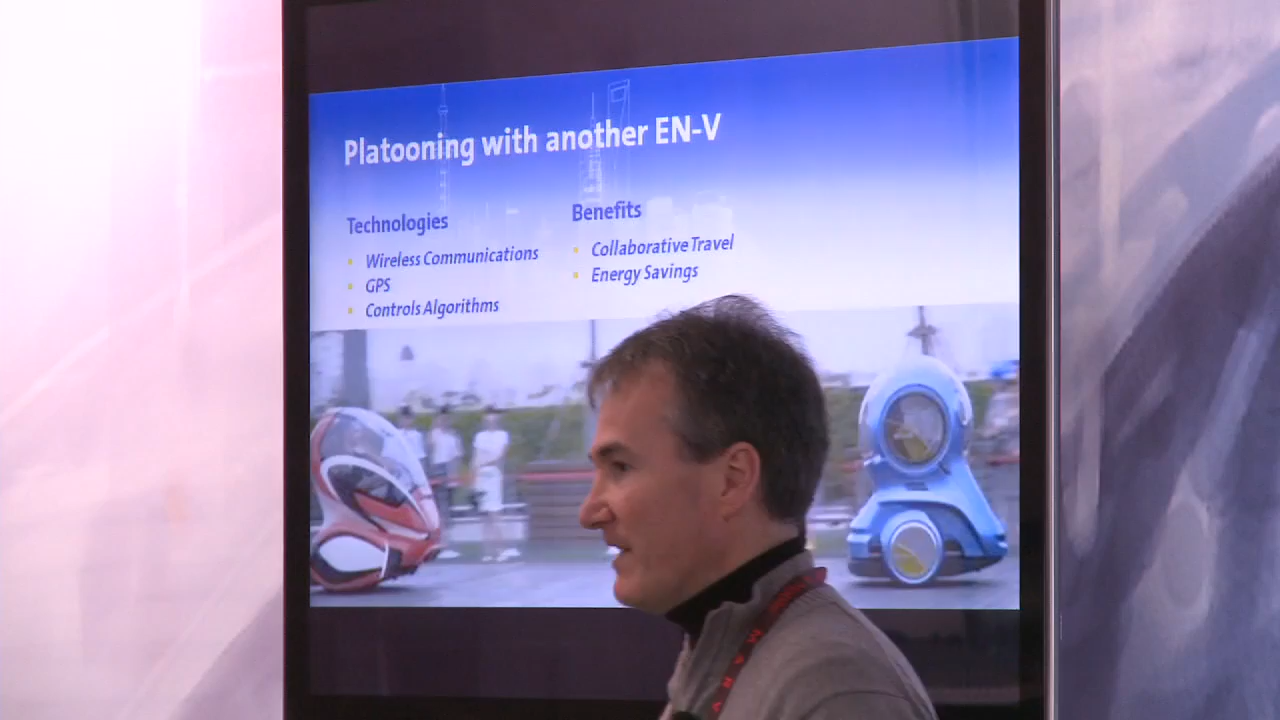 Platooning with another EN-V
Technologies
Wireless Communications
GPS
Controls Algorithms
Benefits
Collaborative Travel
Energy Savings